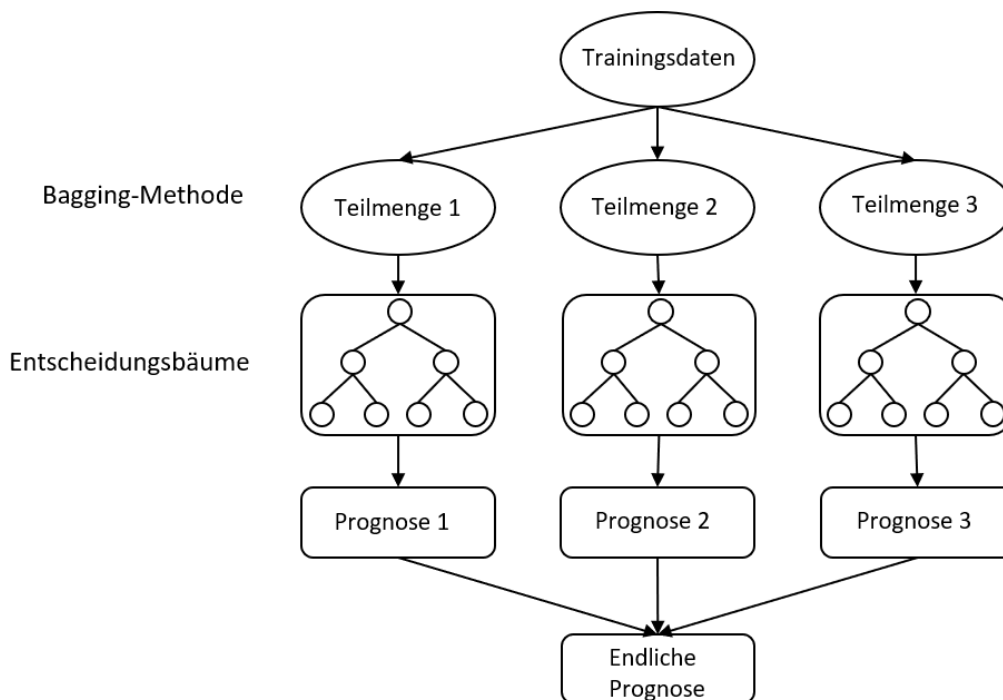 Trainingsdaten
Bagging-Methode
Teilmenge 1
Teilmenge 2
Teilmenge 3
Entscheidungsbäume
Prognose 1
Prognose 2
Prognose 3
Endliche
Prognose